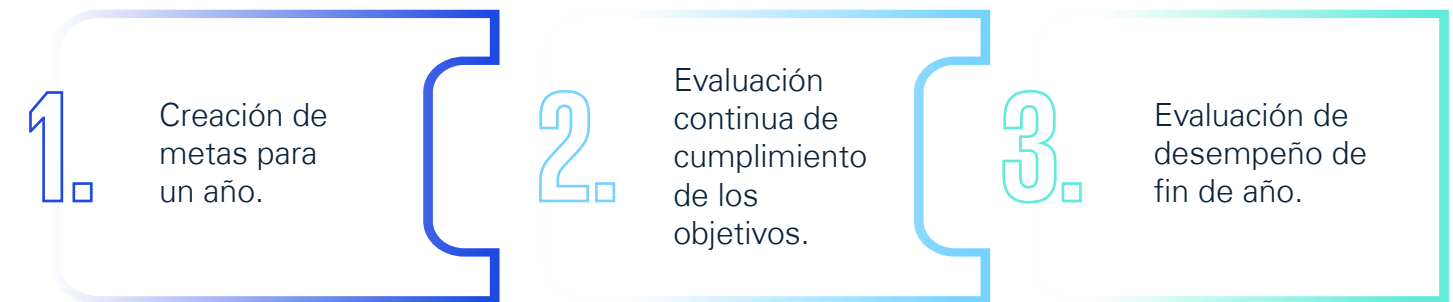 1.
Creación de
metas para
un año.
2.
Evaluación
continua de
cumplimiento
de los
objetivos.
3.
Evaluación de
desempeño de
fin de año.